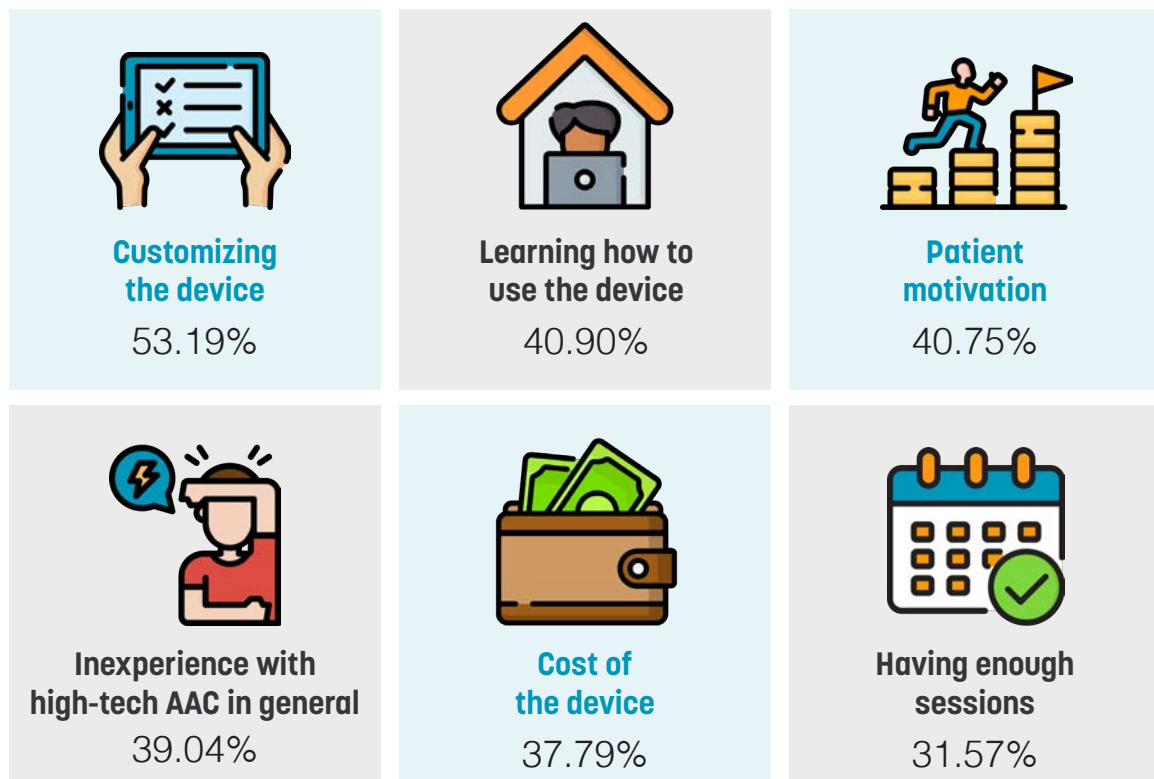 Customizing
the device
53.19%
Learning how to
use the device
40.90%
Patient
motivation
40.75%
Inexperience with
high-tech AAC in general
39.04%
Cost of
the device
37.79%
Having enough
sessions
31.57%